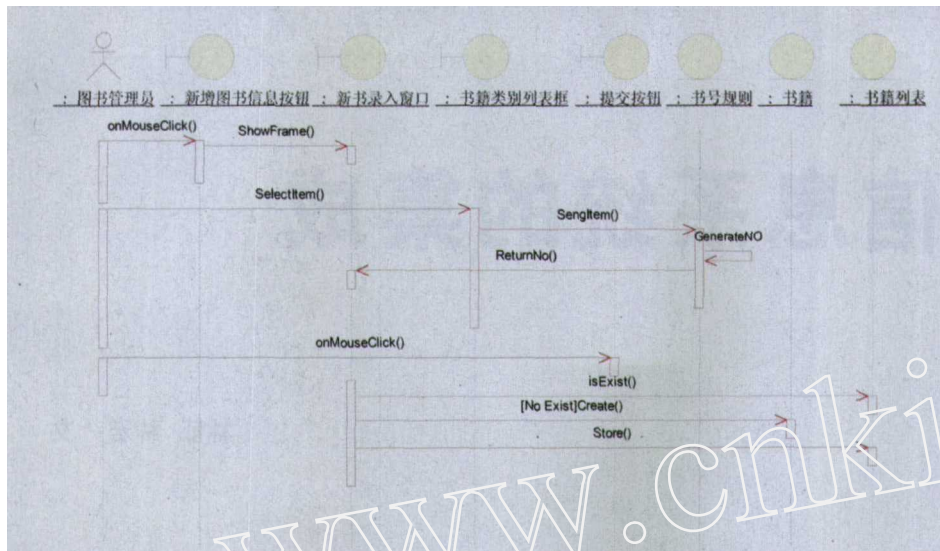 : 图书管理员 : 新增图书信息按钮 : 新书录入窗口 : 书籍类别列表框 : 提交按钮 : 书号规则 : 书籍 : 书籍列表
onMouseClick()
ShowFrame()
SelectItem()
SengItem()
GenerateNO
ReturnNo()
onMouseClick()
isExist()
[No Exist]Create()
Store()
www.cnki